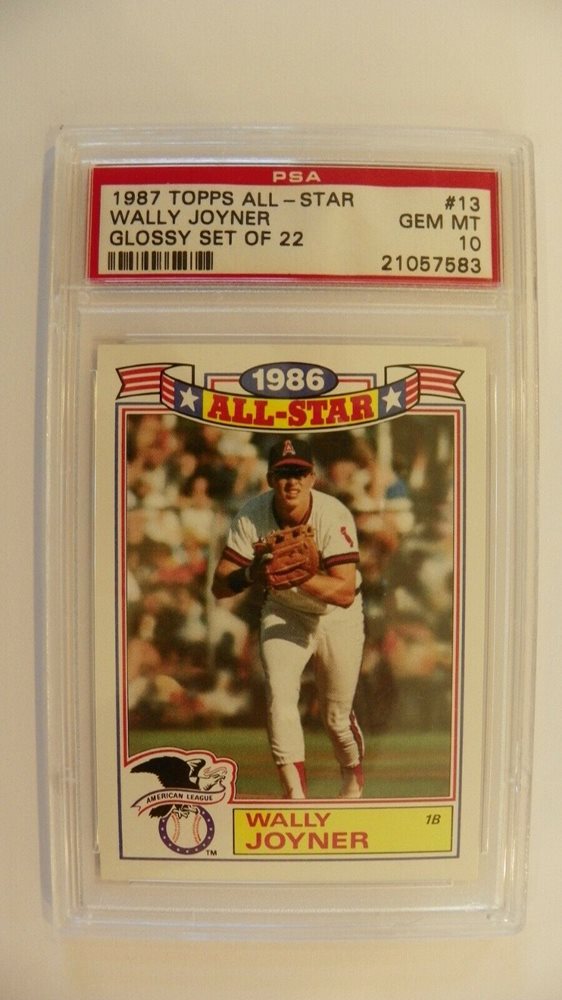 PSA
1987 TOPPS ALL-STAR #13
WALLY JOYNER GEM MT
GLOSSY SET OF 22 10
21057583
1986
ALL-STAR
A
AMERICAN LEAGUE
TM
WALLY 1B
JOYNER